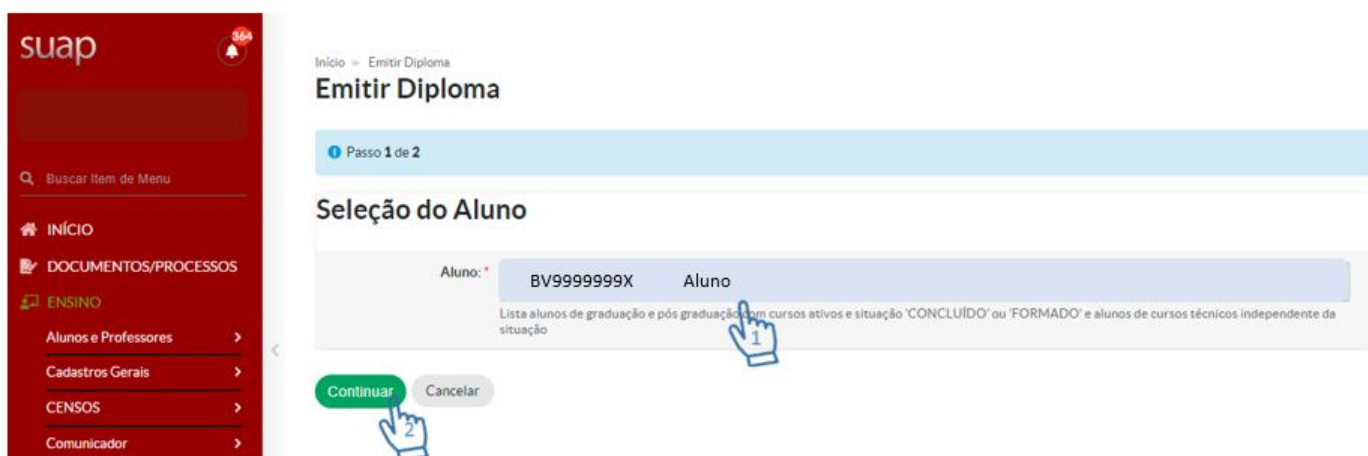 suap
364
Buscar Item de Menu
INÍCIO
DOCUMENTOS/PROCESSOS
ENSINO
Alunos e Professores
Cadastros Gerais
CENSOS
Comunicador
Início » Emitir Diploma
Emitir Diploma
Passo 1 de 2
Seleção do Aluno
Aluno: *
BV9999999X Aluno
Lista alunos de graduação e pós graduação com cursos ativos e situação 'CONCLUÍDO' ou 'FORMADO' e alunos de cursos técnicos independente da
situação
1
Continuar Cancelar
2